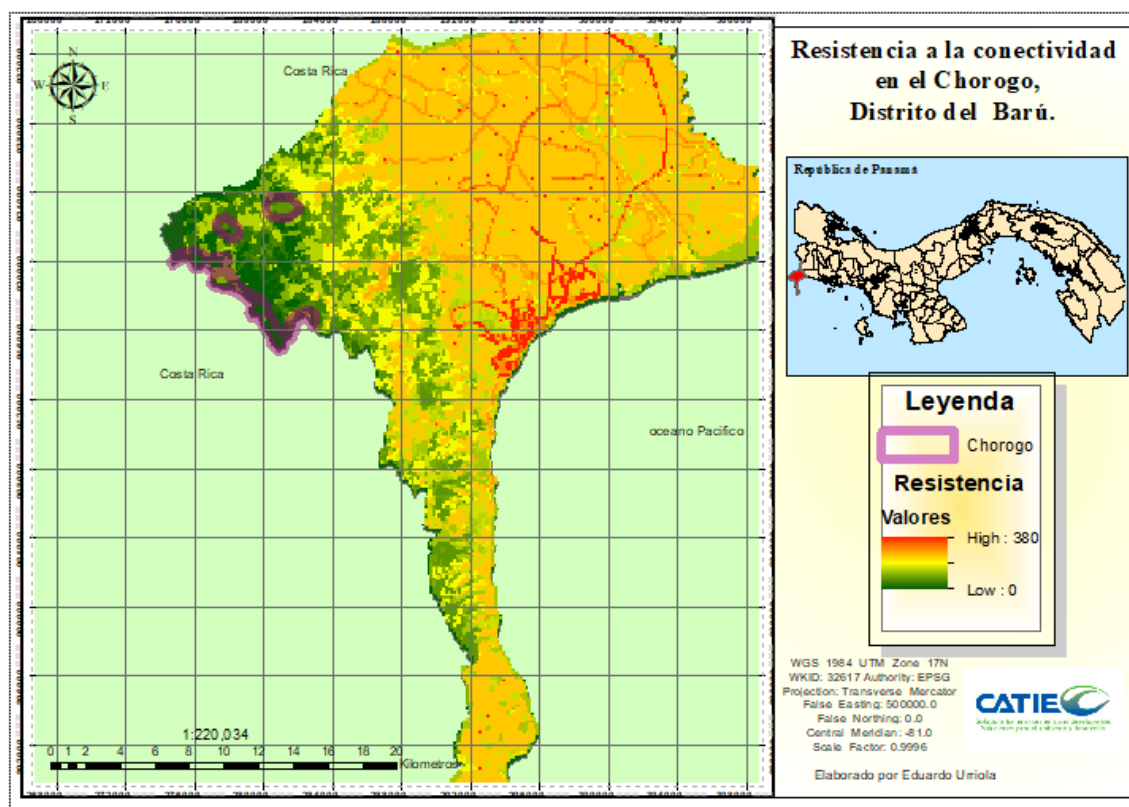 Resistencia a la conectividad
en el Chorogo,
Distrito del Barú.
República de Panamá
N
W E
S
Costa Rica
Costa Rica
oceano Pacifico
Leyenda
Chorogo
Resistencia
Valores
High : 380
Low : 0
1:220,034
0 1 2 4 6 8 10 12 14 16 18 20
Kilometros
WGS 1984 UTM Zone 17N
WKID: 32617 Authority: EPSG
Projection: Transverse Mercator
False Easting: 500000.0
False Northing: 0.0
Central Meridian: -81.0
Scale Factor: 0.9996
CATIE
Elaborado por Eduardo Urriola